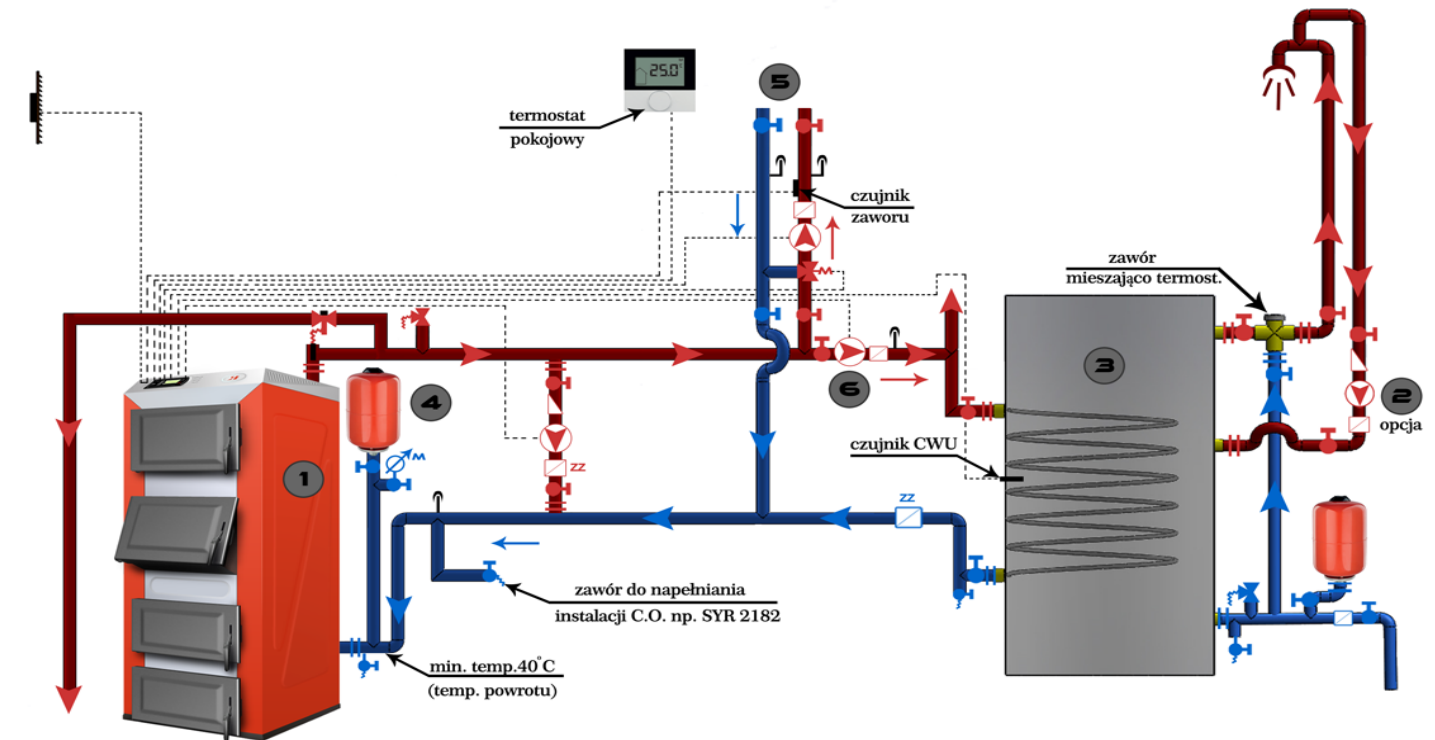 25.0°
5
termostat
pokojowy
czujnik
zaworu
zawór
mieszająco termost.
3
4
6
2
opcja
czujnik CWU
1
zz
zz
zawór do napełniania
instalacji C.O. np. SYR 2182
min. temp.40°C
(temp. powrotu)